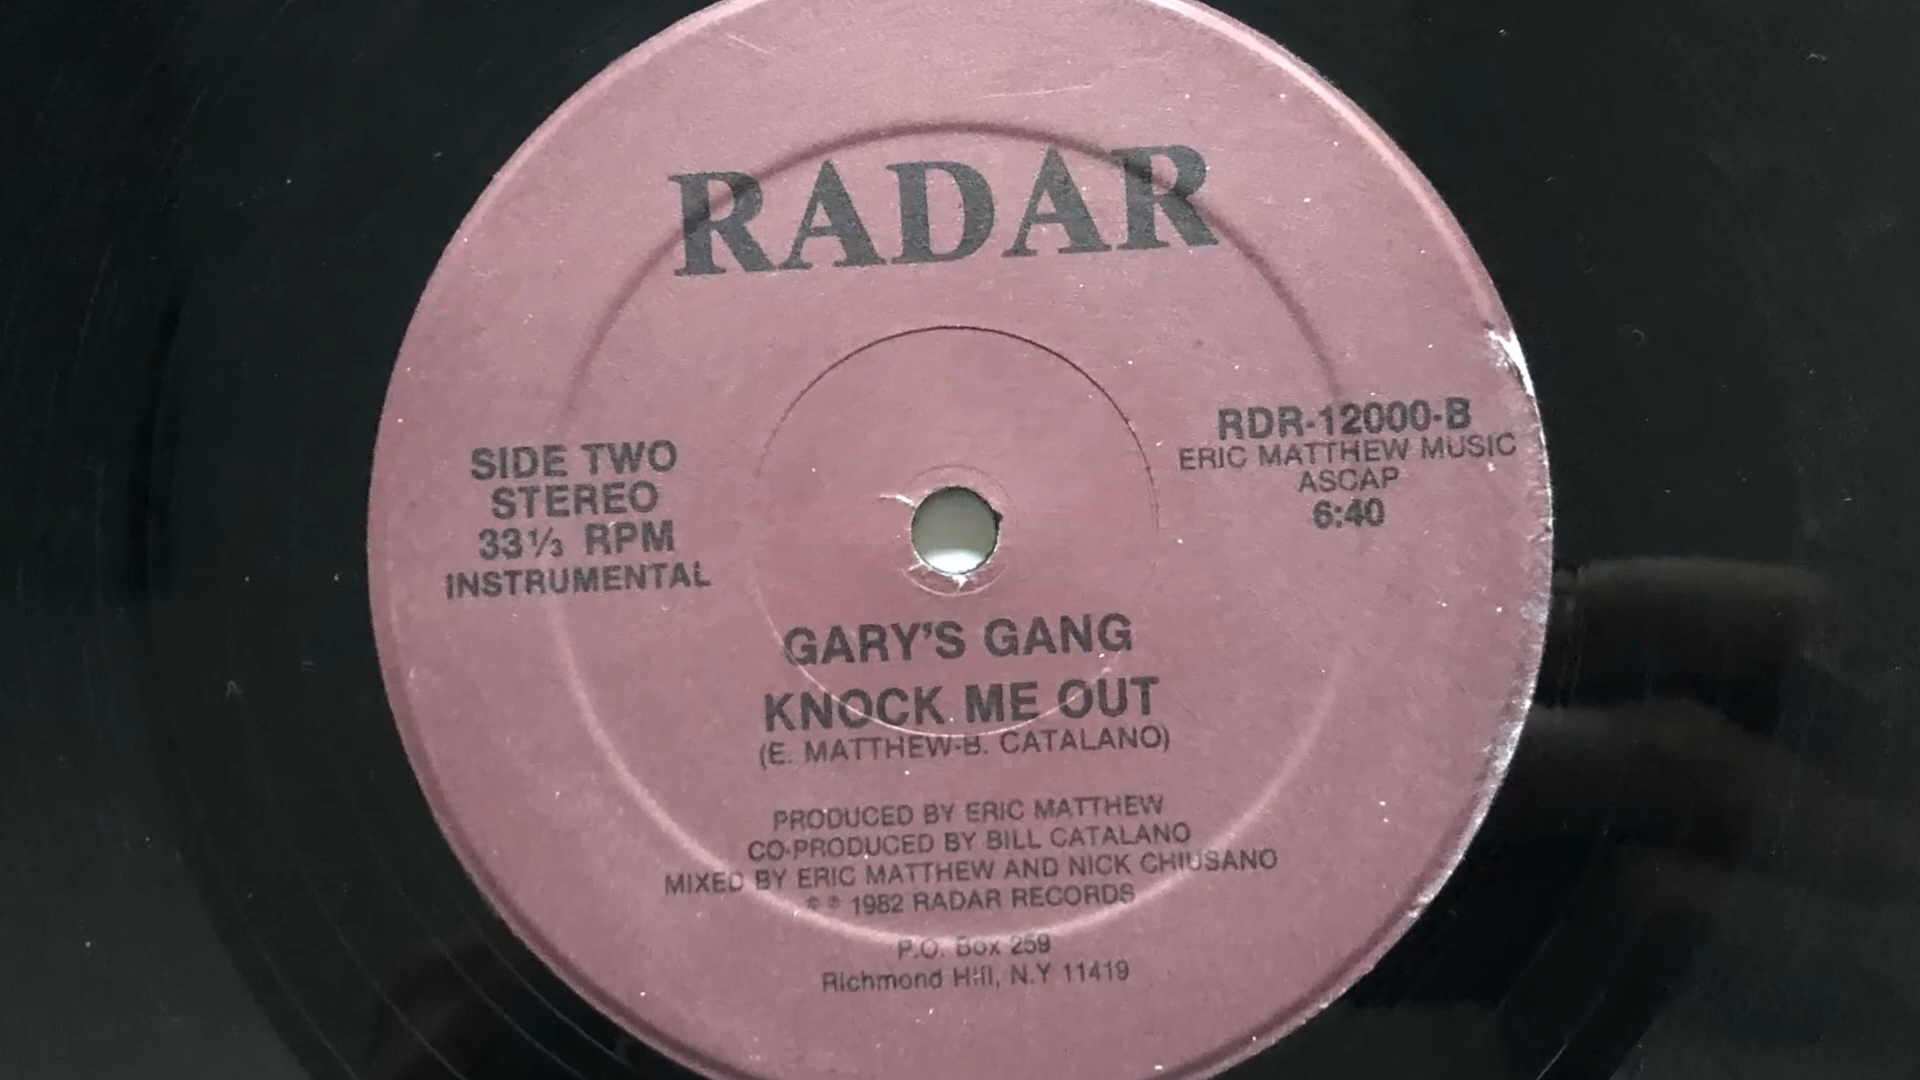 RADAR
SIDE TWO
STEREO
33⅓ RPM
INSTRUMENTAL
RDR-12000-B
ERIC MATTHEW MUSIC
ASCAP
6:40
GARY'S GANG
KNOCK ME OUT
(E. MATTHEW-B. CATALANO)
PRODUCED BY ERIC MATTHEW
CO-PRODUCED BY BILL CATALANO
MIXED BY ERIC MATTHEW AND NICK CHIUSANO
© ℗ 1982 RADAR RECORDS
P.O. Box 259
Richmond Hill, N.Y 11419